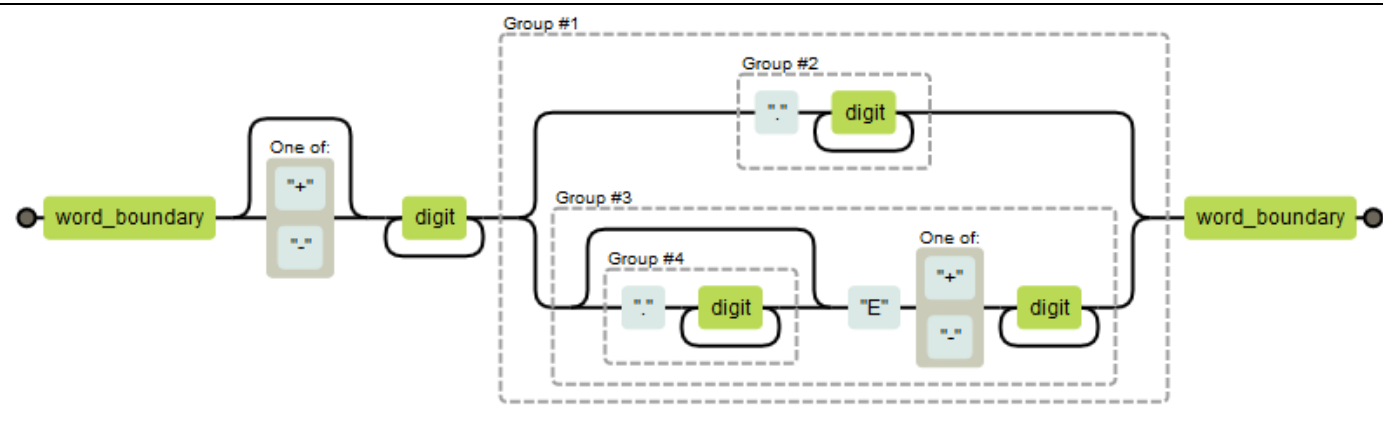 Group #1
Group #2
"." digit
One of:
"+"
word_boundary digit word_boundary
"-"
Group #3
One of:
Group #4
"+"
"." digit "E" digit
"-"